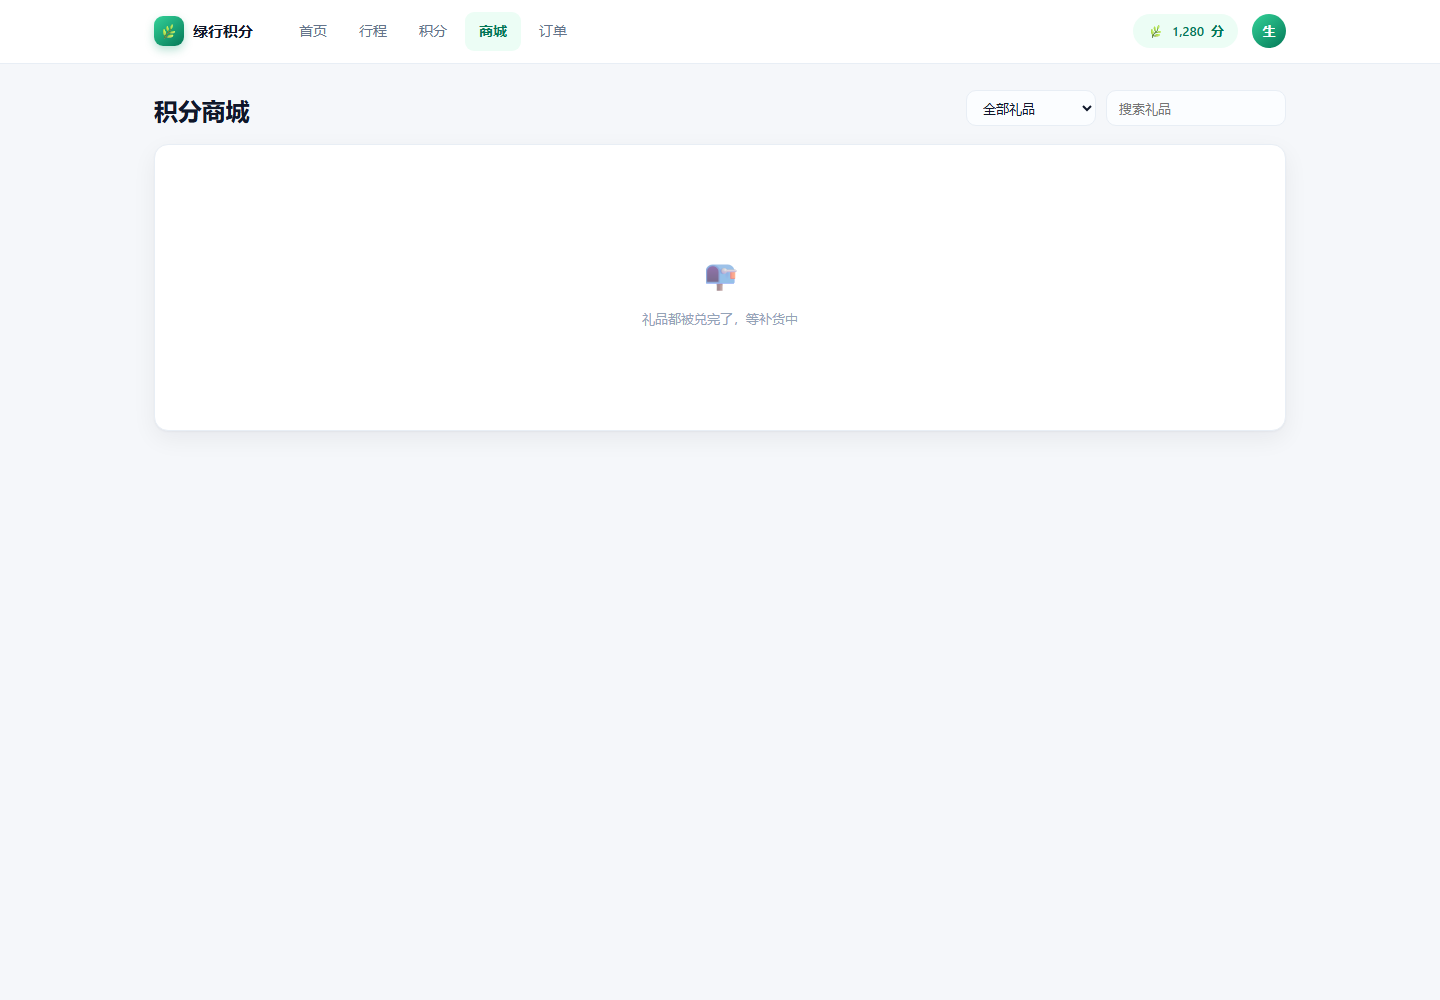 绿行积分 首页 行程 积分 商城 订单 1,280 分 生
积分商城 全部礼品 搜索礼品
礼品都被兑完了，等补货中